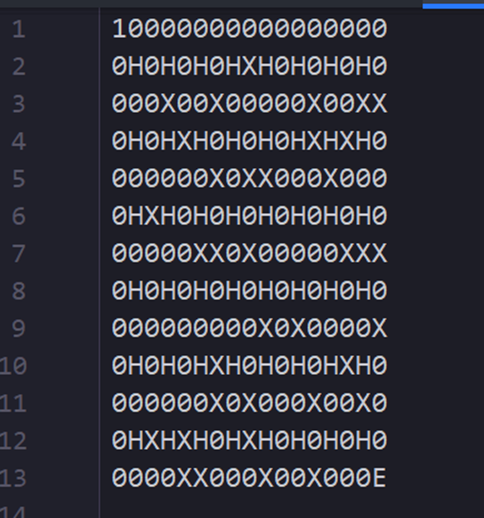 1 10000000000000000
2 0H0H0H0HXH0H0H0H0
3 000X00X00000X00XX
4 0H0HXH0H0H0HXHXH0
5 000000X0XX000X000
6 0HXH0H0H0H0H0H0H0
7 00000XX0X00000XXX
8 0H0H0H0H0H0H0H0H0
9 000000000X0X0000X
10 0H0H0HXH0H0H0HXH0
11 000000X0X000X00X0
12 0HXHXH0HXH0H0H0H0
13 0000XX000X00X000E
14